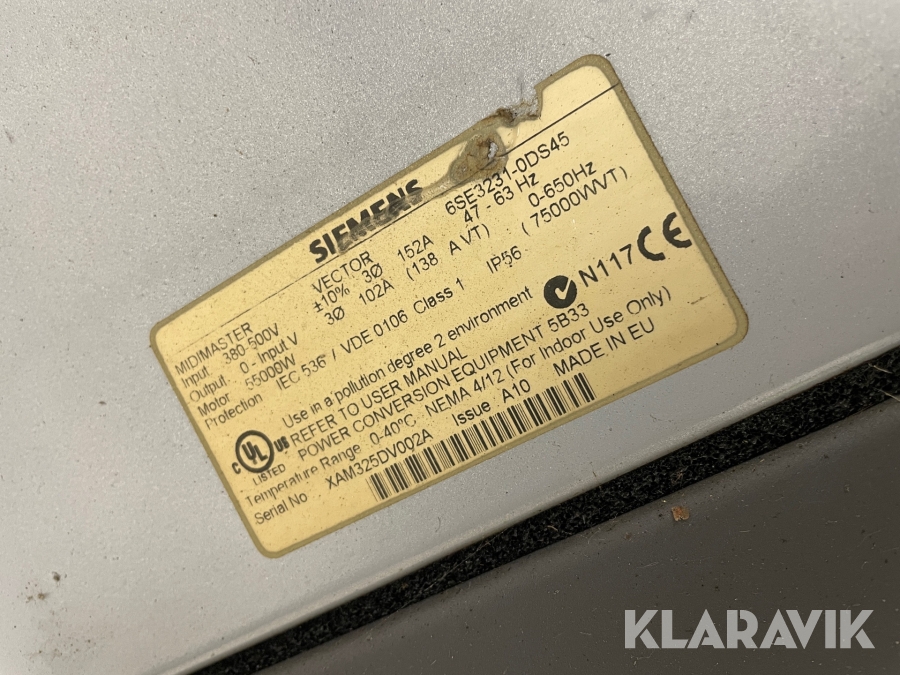 SIEMENS
MIDIMASTER VECTOR 6SE3231-0DS45
Input 380-500V ±10% 3Ø 152A 47 - 63 Hz
Output 0 - Input V 3Ø 102A (138 A VT) 0-650Hz
Motor 55000W (75000WVT)
Protection IEC 536 / VDE 0106 Class 1 IP56
Use in a pollution degree 2 environment N117 CE
REFER TO USER MANUAL
C UL US LISTED POWER CONVERSION EQUIPMENT 5B33
Temperature Range 0-40°C NEMA 4/12 (For Indoor Use Only)
Serial No XAM325DV002A Issue A10 MADE IN EU
KLARAVIK